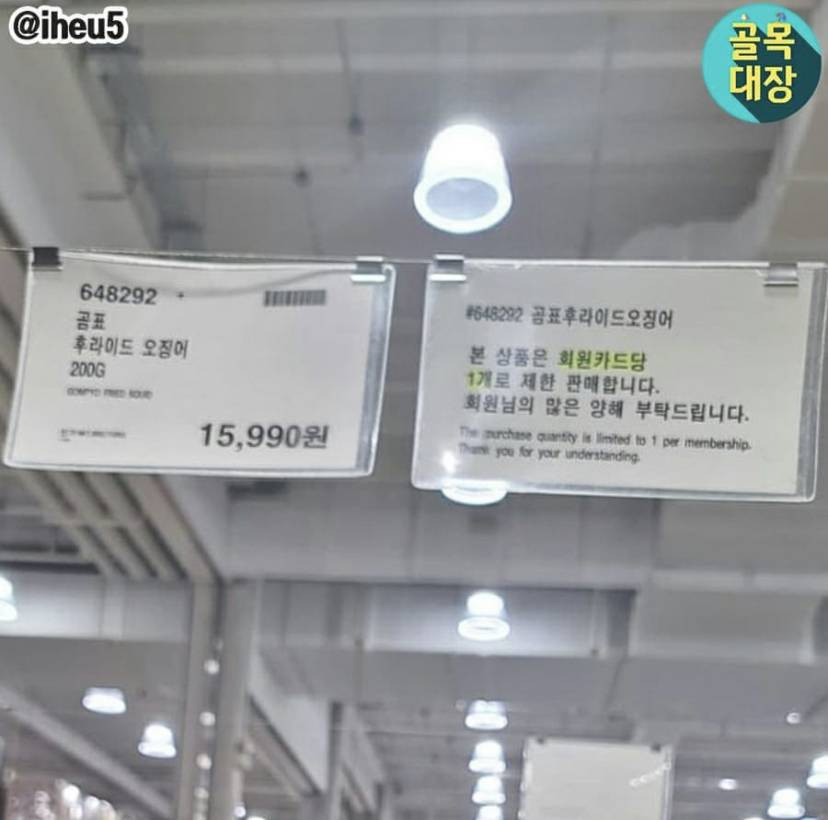 @iheu5
골목
대장
648292
곰표
후라이드 오징어
200G
GOMPYO FRIED SQUID
15,990원
#648292 곰표후라이드오징어
본 상품은 회원카드당
1개로 제한 판매합니다.
회원님의 많은 양해 부탁드립니다.
The purchase quantity is limited to 1 per membership.
Thank you for your understanding.